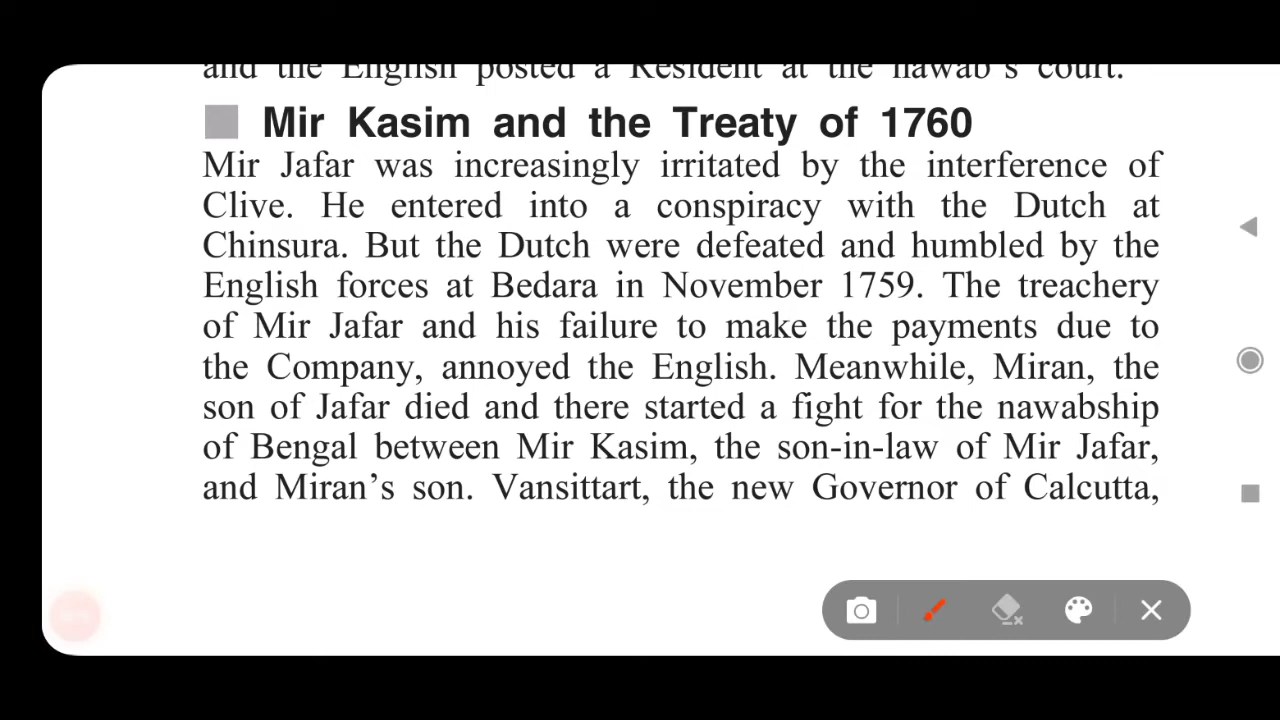 and the English posted a Resident at the nawab's court.
Mir Kasim and the Treaty of 1760
Mir Jafar was increasingly irritated by the interference of
Clive. He entered into a conspiracy with the Dutch at
Chinsura. But the Dutch were defeated and humbled by the
English forces at Bedara in November 1759. The treachery
of Mir Jafar and his failure to make the payments due to
the Company, annoyed the English. Meanwhile, Miran, the
son of Jafar died and there started a fight for the nawabship
of Bengal between Mir Kasim, the son-in-law of Mir Jafar,
and Miran’s son. Vansittart, the new Governor of Calcutta,